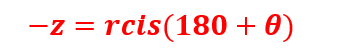 −z = rcis(180 + θ)